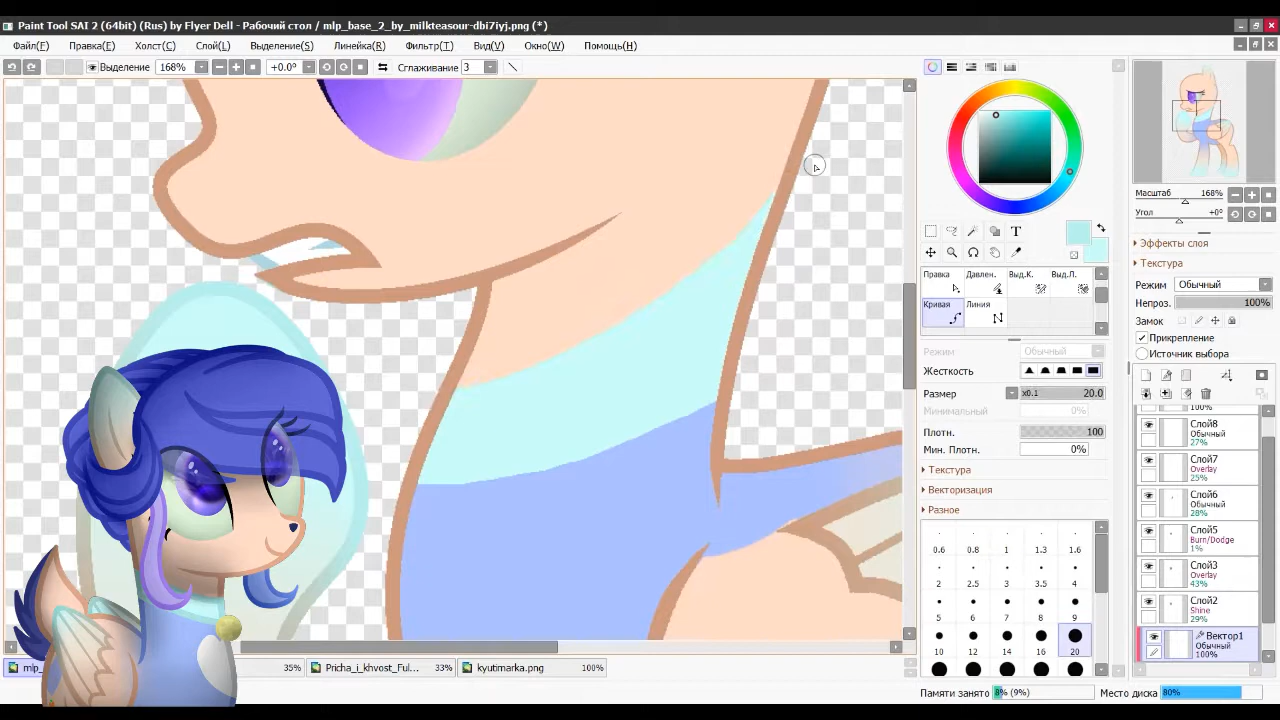 Paint Tool SAI 2 (64bit) (Rus) by Flyer Dell - Рабочий стол / mlp_base_2_by_milkteasour-dbi7iyj.png (*)
Файл(F) Правка(E) Холст(C) Слой(L) Выделение(S) Линейка(R) Фильтр(T) Вид(V) Окно(W) Помощь(H)
Выделение 168% +0.0° Сглаживание 3
Масштаб 168%
Угол +0°
Эффекты слоя
Текстура
Режим Обычный
Непроз. 100%
Замок
Прикрепление
Источник выбора
T
Правка Давлен. Выд.К. Выд.Л.
Кривая Линия
Режим Обычный
Жесткость
Размер x0.1 20.0
Минимальный 0%
Плотн. 100
Мин. Плотн. 0%
Текстура
Векторизация
Разное
0.6 0.8 1 1.3 1.6
2 2.5 3 3.5 4
5 6 7 8 9
10 12 14 16 20
100%
Слой8
Обычный
27%
Слой7
Overlay
25%
Слой6
Обычный
28%
Слой5
Burn/Dodge
1%
Слой3
Overlay
43%
Слой2
Shine
29%
Вектор1
Обычный
100%
mlp_ 35% Pricha_i_khvost_Ful... 33% kyutimarka.png 100%
Памяти занято 8% (9%) Место диска 80%